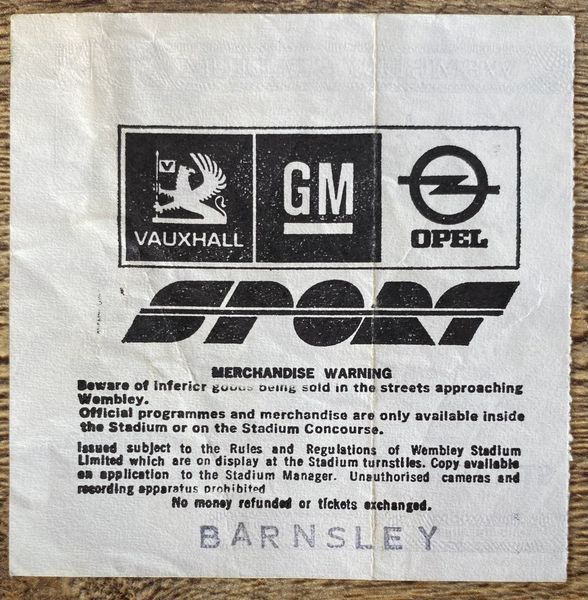 V
VAUXHALL
GM
OPEL
SPORT
MERCHANDISE WARNING
Beware of inferior goods being sold in the streets approaching
Wembley.
Official programmes and merchandise are only available inside
the Stadium or on the Stadium Concourse.
Issued subject to the Rules and Regulations of Wembley Stadium
Limited which are on display at the Stadium turnstiles. Copy available
on application to the Stadium Manager. Unauthorised cameras and
recording apparatus prohibited
No money refunded or tickets exchanged.
BARNSLEY